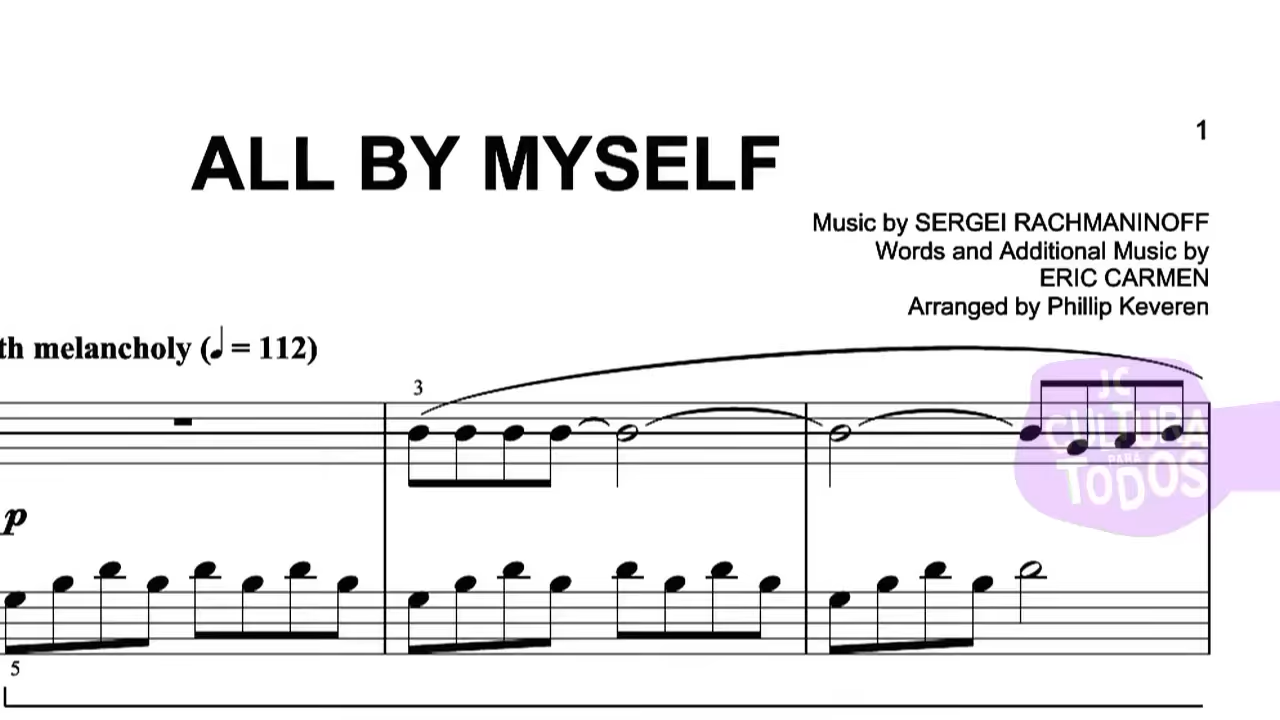 1
ALL BY MYSELF
Music by SERGEI RACHMANINOFF
Words and Additional Music by
ERIC CARMEN
Arranged by Phillip Keveren
th melancholy (♩ = 112)
3
JC
CULTURA
PARA
TODOS
p
5